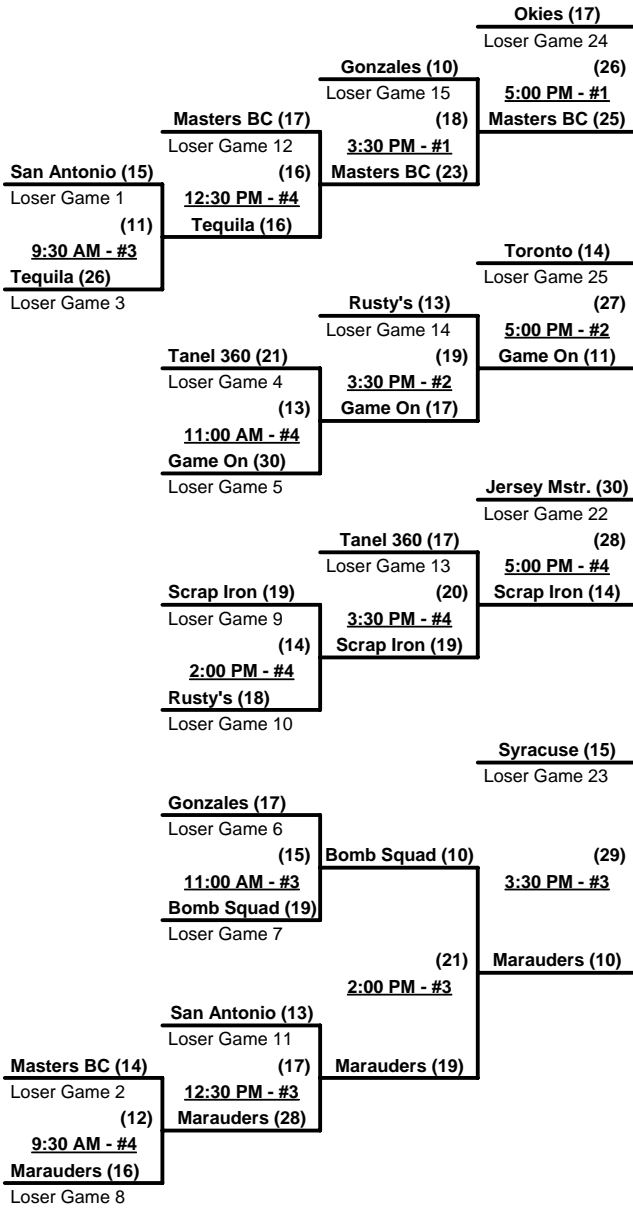 Okies (17)
Loser Game 24
(26)
5:00 PM - #1
Masters BC (25)
Gonzales (10)
Loser Game 15
(18)
3:30 PM - #1
Masters BC (23)
Masters BC (17)
Loser Game 12
(16)
12:30 PM - #4
Tequila (16)
San Antonio (15)
Loser Game 1
(11)
9:30 AM - #3
Tequila (26)
Loser Game 3
Toronto (14)
Loser Game 25
(27)
5:00 PM - #2
Game On (11)
Rusty's (13)
Loser Game 14
(19)
3:30 PM - #2
Game On (17)
Tanel 360 (21)
Loser Game 4
(13)
11:00 AM - #4
Game On (30)
Loser Game 5
Jersey Mstr. (30)
Loser Game 22
(28)
5:00 PM - #4
Scrap Iron (14)
Tanel 360 (17)
Loser Game 13
(20)
3:30 PM - #4
Scrap Iron (19)
Scrap Iron (19)
Loser Game 9
(14)
2:00 PM - #4
Rusty's (18)
Loser Game 10
Syracuse (15)
Loser Game 23
(29)
3:30 PM - #3
Marauders (10)
Gonzales (17)
Loser Game 6
(15)
11:00 AM - #3
Bomb Squad (19)
Loser Game 7
Bomb Squad (10)
(21)
2:00 PM - #3
Marauders (19)
San Antonio (13)
Loser Game 11
(17)
12:30 PM - #3
Marauders (28)
Masters BC (14)
Loser Game 2
(12)
9:30 AM - #4
Marauders (16)
Loser Game 8